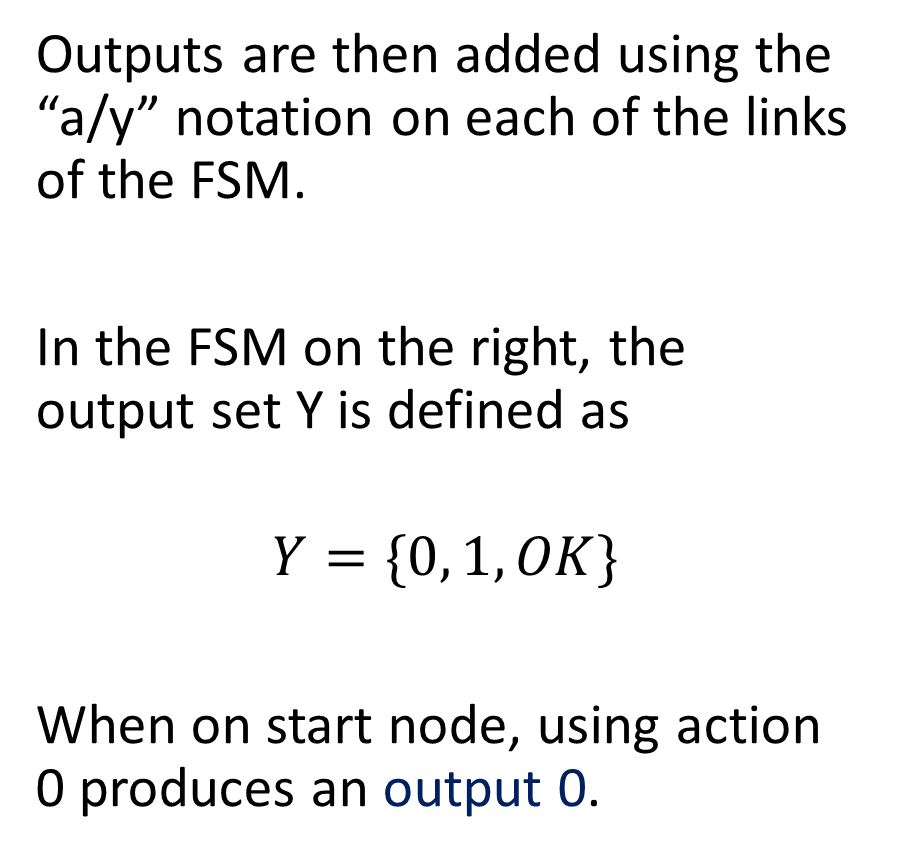 Outputs are then added using the
“a/y” notation on each of the links
of the FSM.
In the FSM on the right, the
output set Y is defined as
Y = {0, 1, OK}
When on start node, using action
0 produces an output 0.